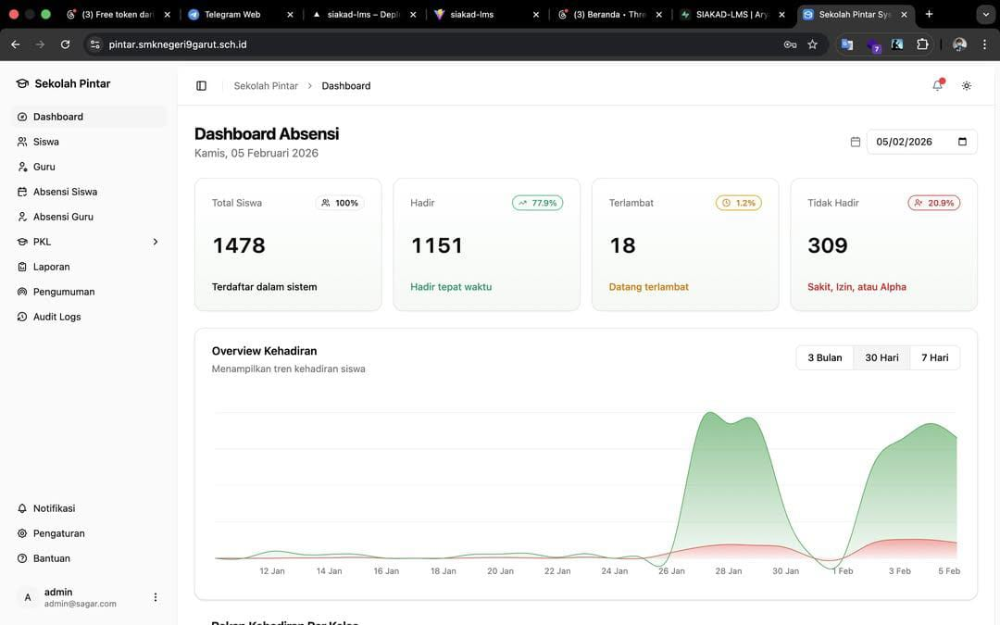 (3) Free token dari
Telegram Web
siakad-lms – Depl
siakad-lms
(3) Beranda • Thre
SIAKAD-LMS | Ary
Sekolah Pintar Sys
pintar.smknegeri9garut.sch.id
7
Sekolah Pintar
Dashboard
Siswa
Guru
Absensi Siswa
Absensi Guru
PKL
Laporan
Pengumuman
Audit Logs
Notifikasi
Pengaturan
Bantuan
A
admin
admin@sagar.com
Sekolah Pintar > Dashboard
Dashboard Absensi
Kamis, 05 Februari 2026
05/02/2026
Total Siswa 100%
1478
Terdaftar dalam sistem
Hadir 77.9%
1151
Hadir tepat waktu
Terlambat 1.2%
18
Datang terlambat
Tidak Hadir 20.9%
309
Sakit, Izin, atau Alpha
Overview Kehadiran
Menampilkan tren kehadiran siswa
3 Bulan 30 Hari 7 Hari
12 Jan 14 Jan 16 Jan 18 Jan 20 Jan 22 Jan 24 Jan 26 Jan 28 Jan 30 Jan 1 Feb 3 Feb 5 Feb
Rekap Kehadiran Per Kelas